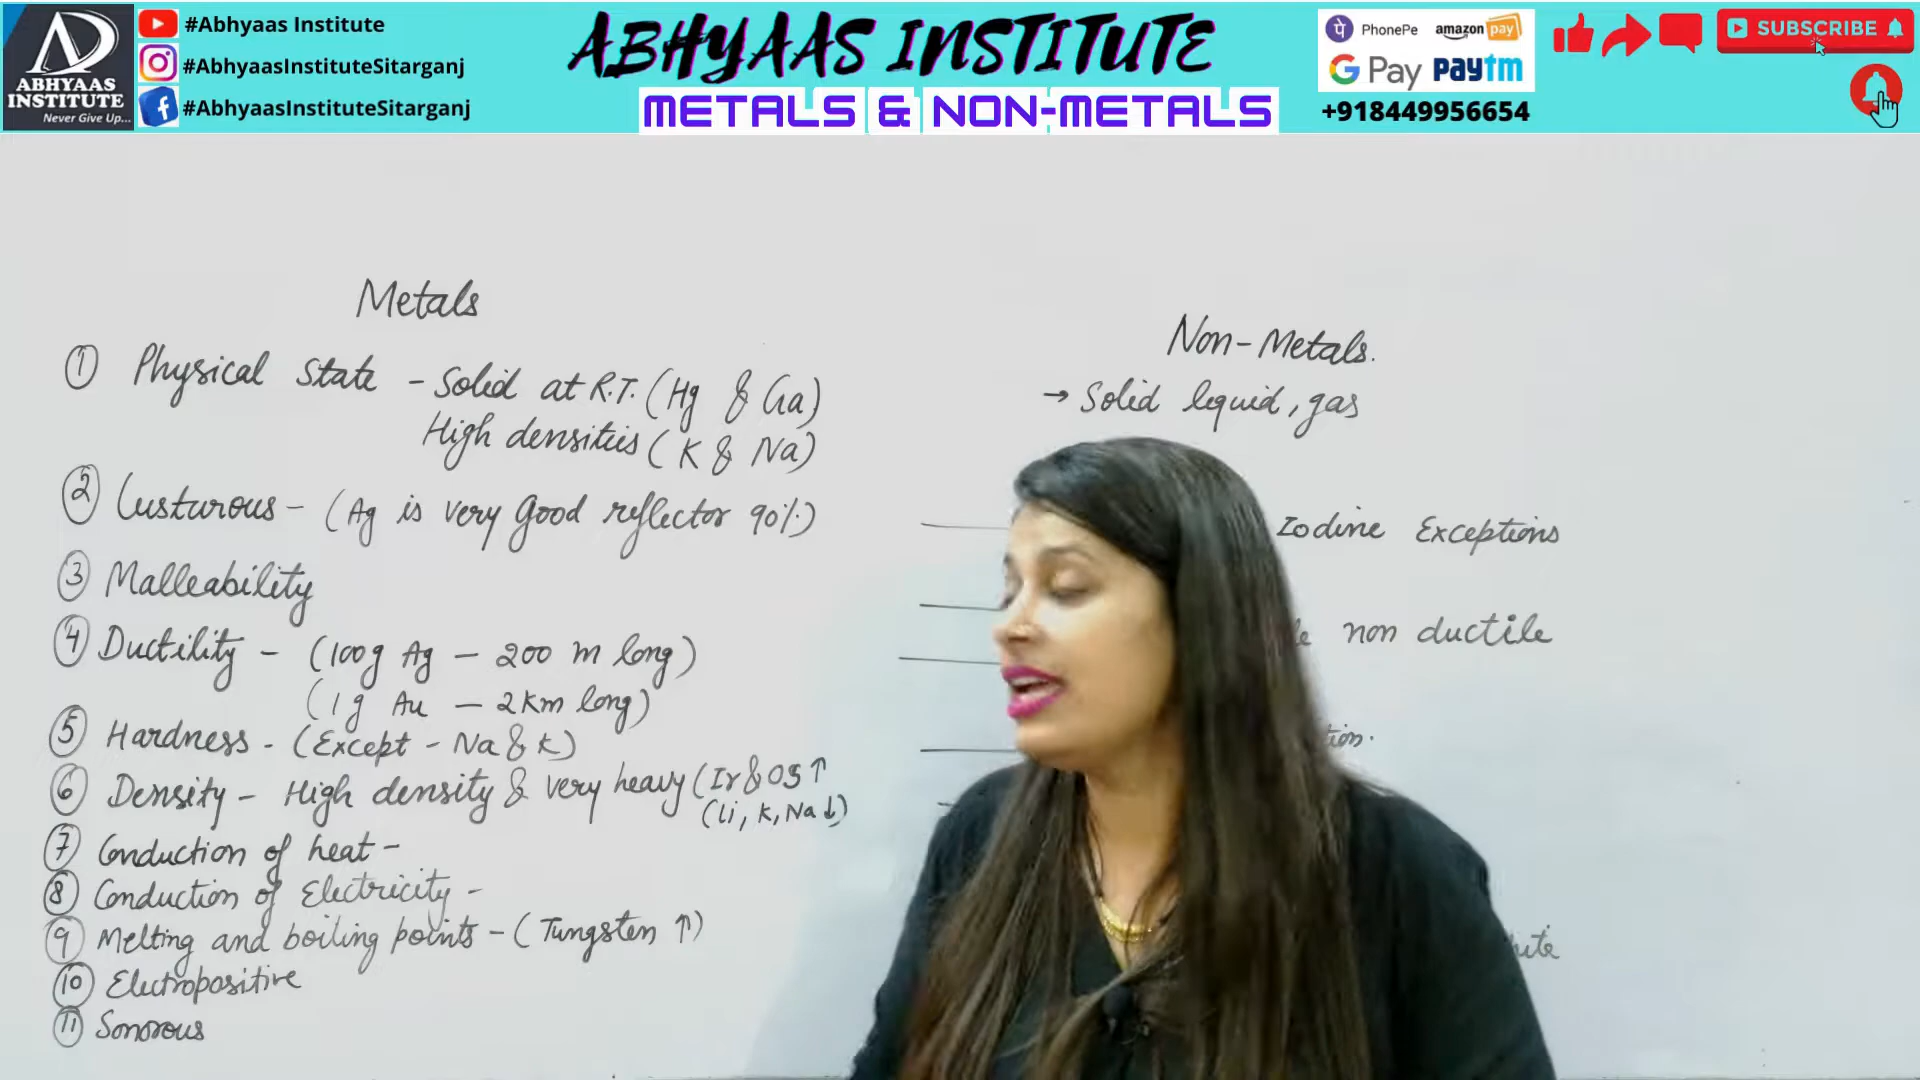 ABHYAAS
INSTITUTE
Never Give Up...
#Abhyaas Institute
#AbhyaasInstituteSitarganj
#AbhyaasInstituteSitarganj
ABHYAAS INSTITUTE
METALS & NON-METALS
PhonePe
amazon pay
G Pay
paytm
+918449956654
SUBSCRIBE
Metals
① Physical state - Solid at R.T. (Hg & Ga)
High densities (K & Na)
② Lusturous - (Ag is very Good reflector 90%)
③ Malleability
④ Ductility - (100g Ag - 200 m long)
(1 g Au - 2Km long)
⑤ Hardness - (Except - Na & K)
⑥ Density - High density & very heavy (Ir & Os ↑
(Li, K, Na ↓)
⑦ Conduction of heat -
⑧ Conduction of Electricity -
⑨ Melting and boiling points - (Tungsten ↑)
⑩ Electropositive
⑪ Sonorous
Non-Metals.
→ Solid liquid, gas
Iodine Exceptions
non ductile